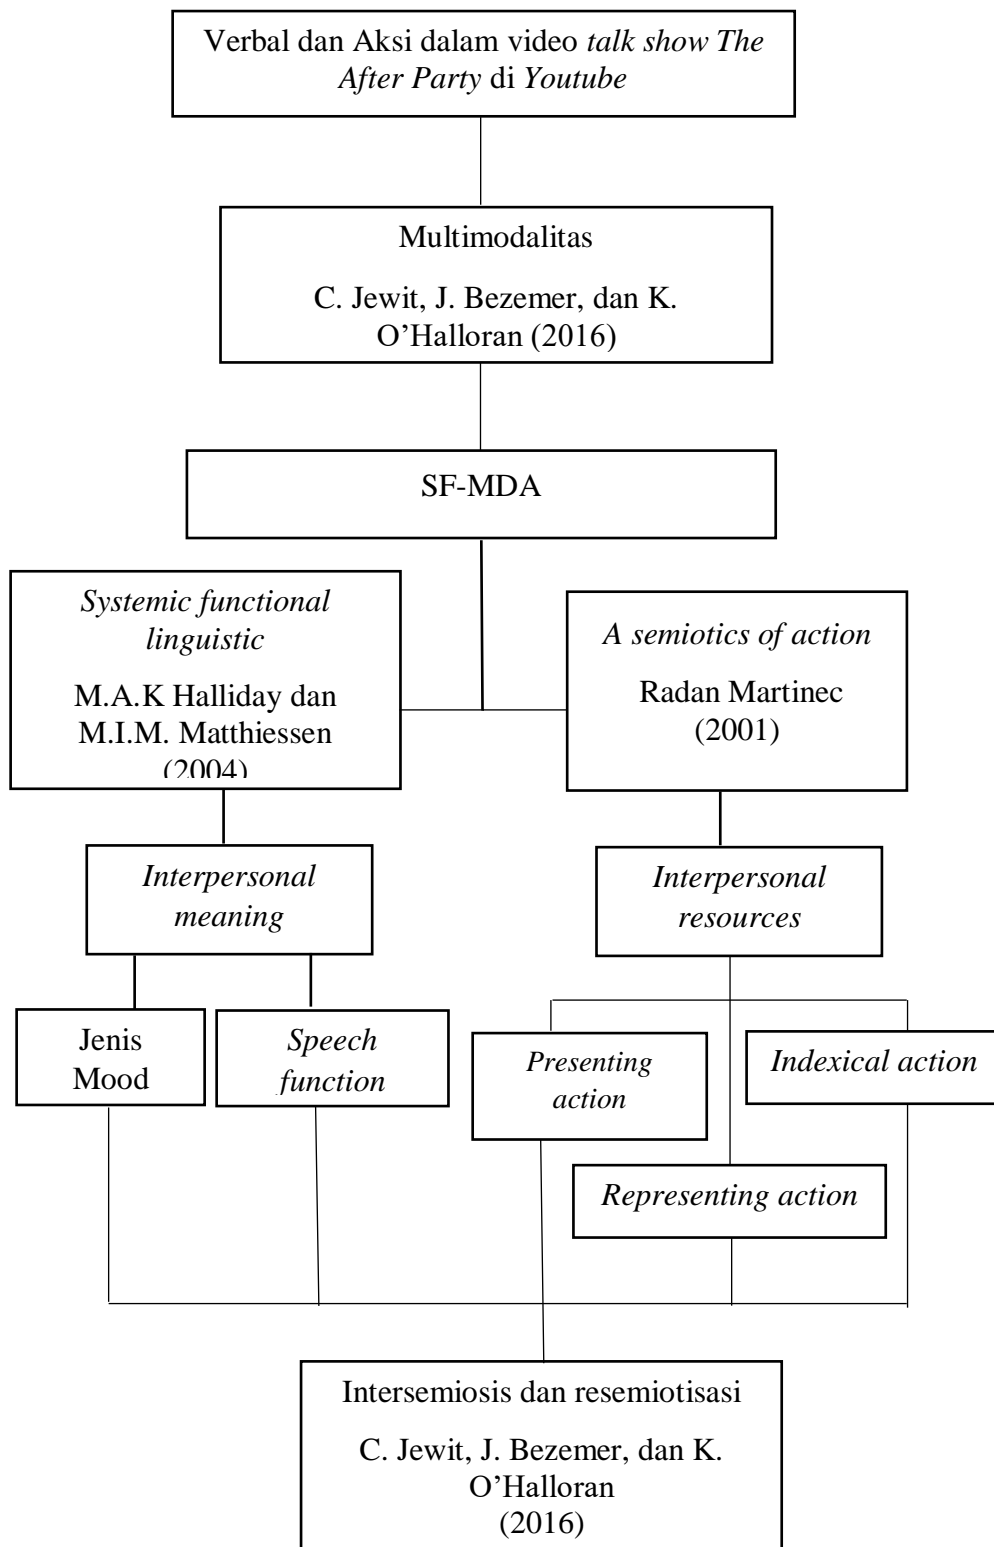 Verbal dan Aksi dalam video talk show The
After Party di Youtube
Multimodalitas
C. Jewit, J. Bezemer, dan K.
O’Halloran (2016)
SF-MDA
Systemic functional
linguistic
M.A.K Halliday dan
M.I.M. Matthiessen
(2004)
A semiotics of action
Radan Martinec
(2001)
Interpersonal
meaning
Interpersonal
resources
Jenis
Mood
Speech
function
Presenting
action
Indexical action
Representing action
Intersemiosis dan resemiotisasi
C. Jewit, J. Bezemer, dan K.
O’Halloran
(2016)